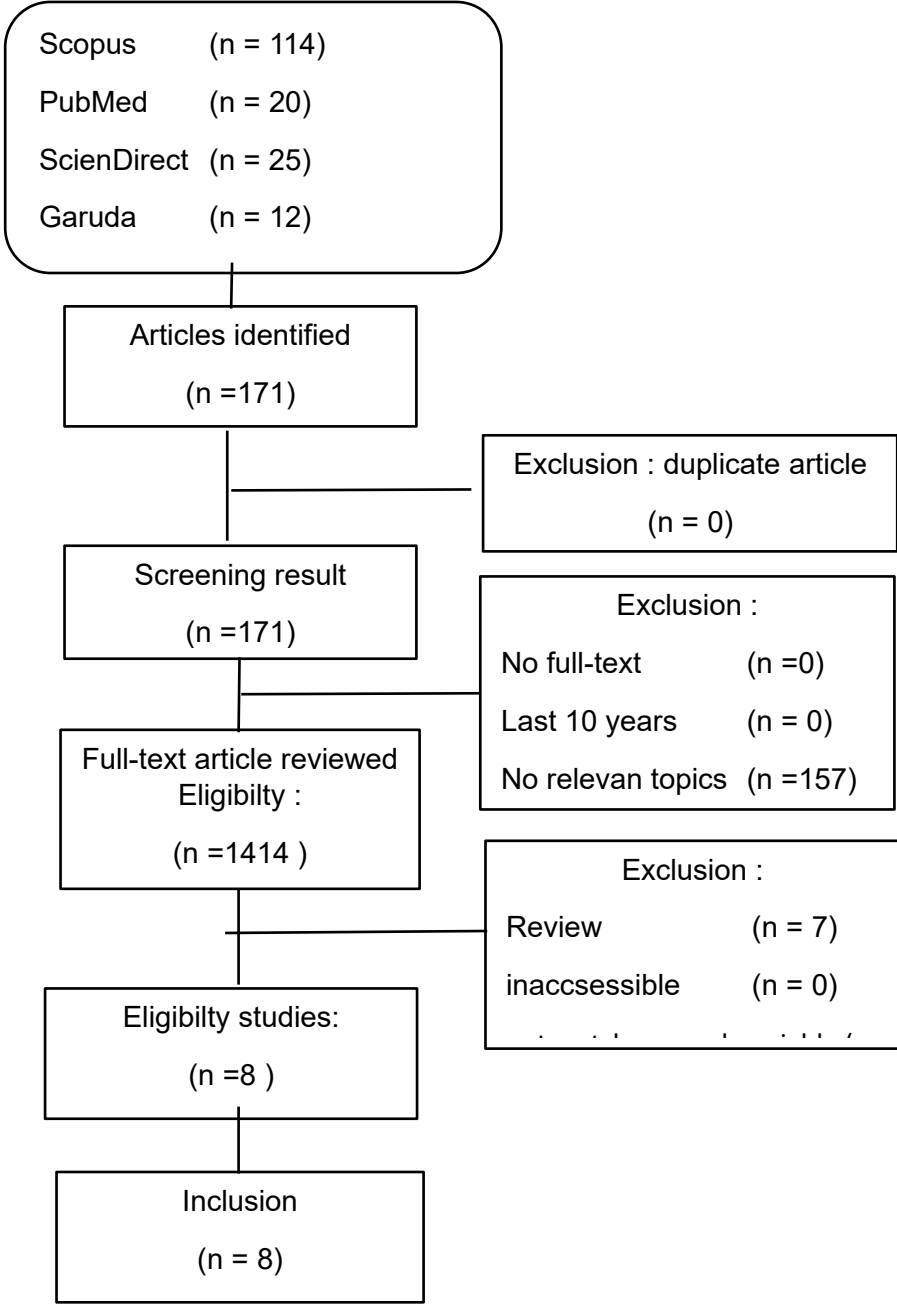 Scopus (n = 114)
PubMed (n = 20)
ScienDirect (n = 25)
Garuda (n = 12)
Articles identified
(n =171)
Exclusion : duplicate article
(n = 0)
Screening result
(n =171)
Exclusion :
No full-text (n =0)
Last 10 years (n = 0)
No relevan topics (n =157)
Full-text article reviewed
Eligibilty :
(n =1414 )
Exclusion :
Review (n = 7)
inaccsessible (n = 0)
Eligibilty studies:
(n =8 )
Inclusion
(n = 8)